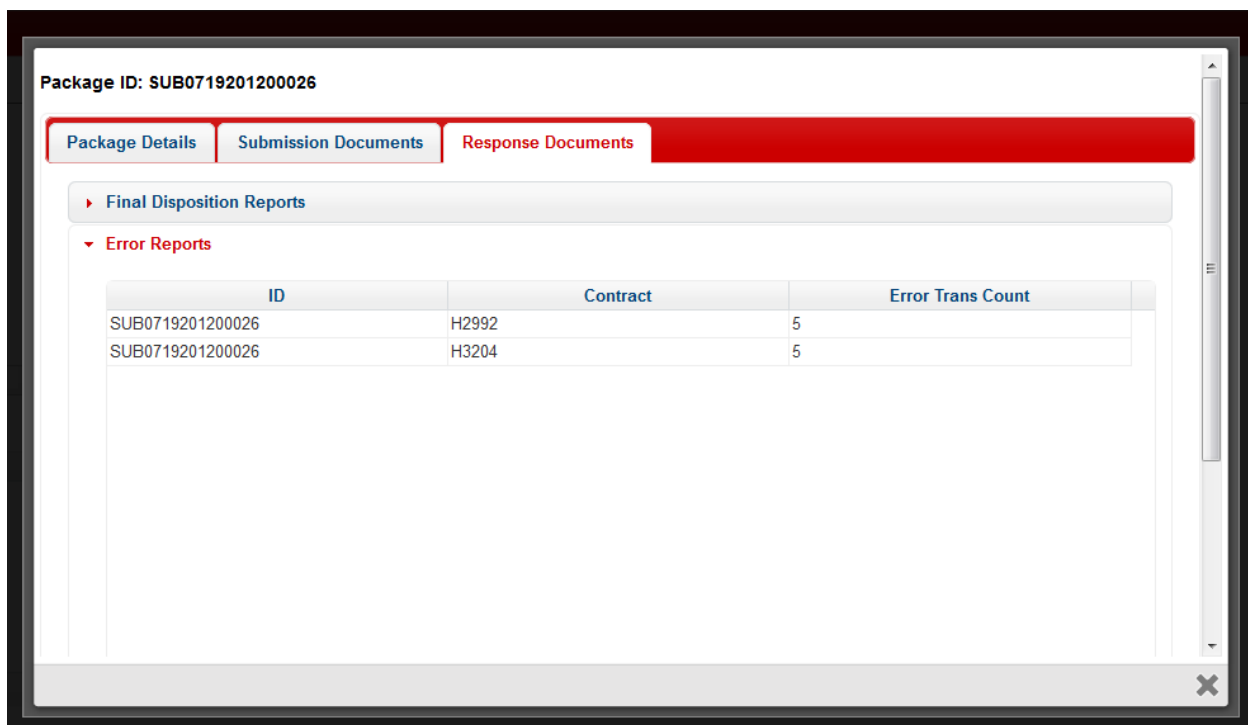 Package ID: SUB0719201200026
Package Details Submission Documents Response Documents
Final Disposition Reports
Error Reports
ID Contract Error Trans Count
SUB0719201200026 H2992 5
SUB0719201200026 H3204 5